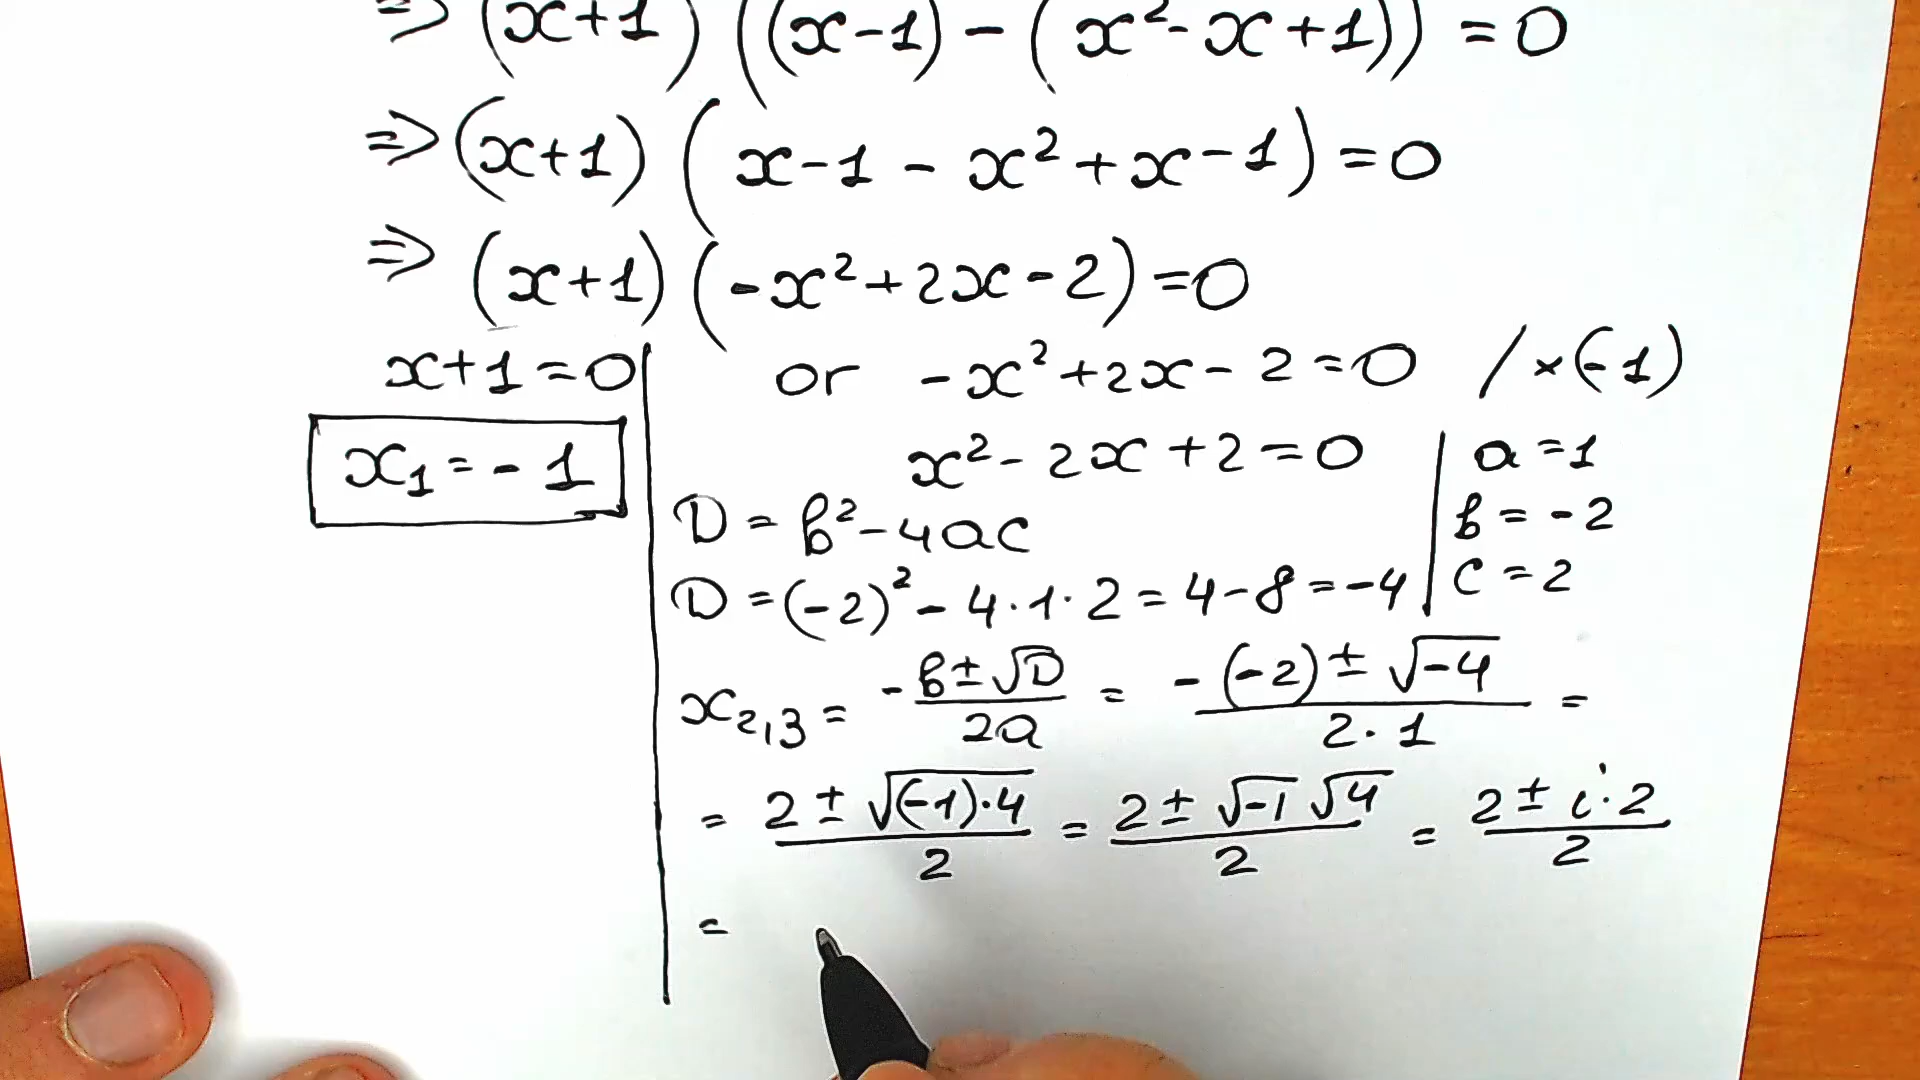 => (x+1) ((x-1) - (x²-x+1)) = 0
=> (x+1) (x-1 - x²+x-1) = 0
=> (x+1) (-x²+2x-2) = 0
x+1=0 | or -x²+2x-2=0 / ×(-1)
x₁ = -1
x²-2x+2=0 | a=1
D = b²-4ac
b = -2
D = (-2)² - 4·1·2 = 4-8 = -4
c = 2
x₂,₃ = -b±√D / 2a = -(-2)±√-4 / 2·1 =
= 2±√(-1)·4 / 2 = 2±√-1 √4 / 2 = 2±i·2 / 2
=